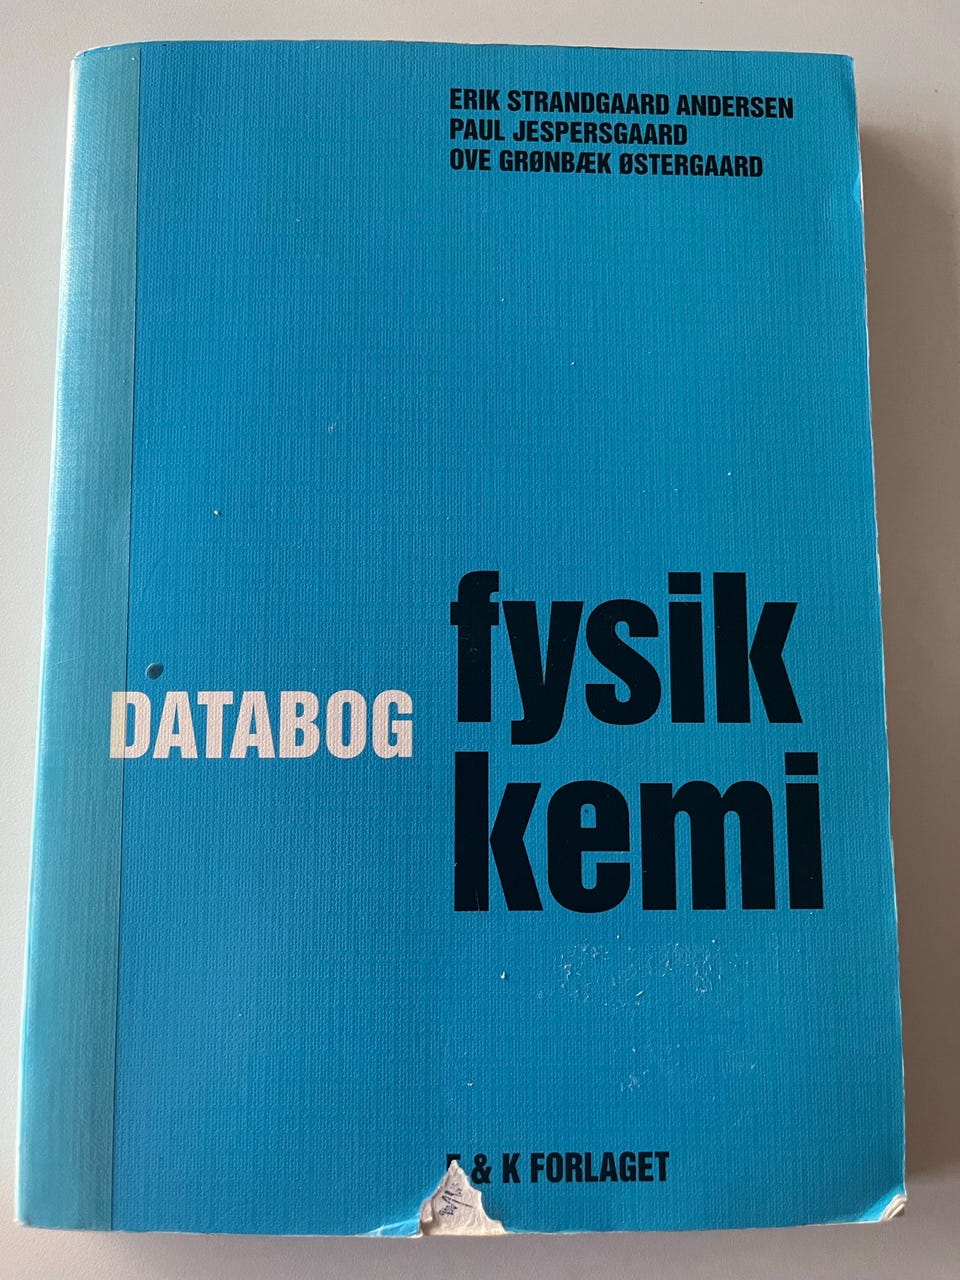 ERIK STRANDGAARD ANDERSEN
PAUL JESPERSGAARD
OVE GRØNBÆK ØSTERGAARD
DATABOG
fysik
kemi
& K FORLAGET